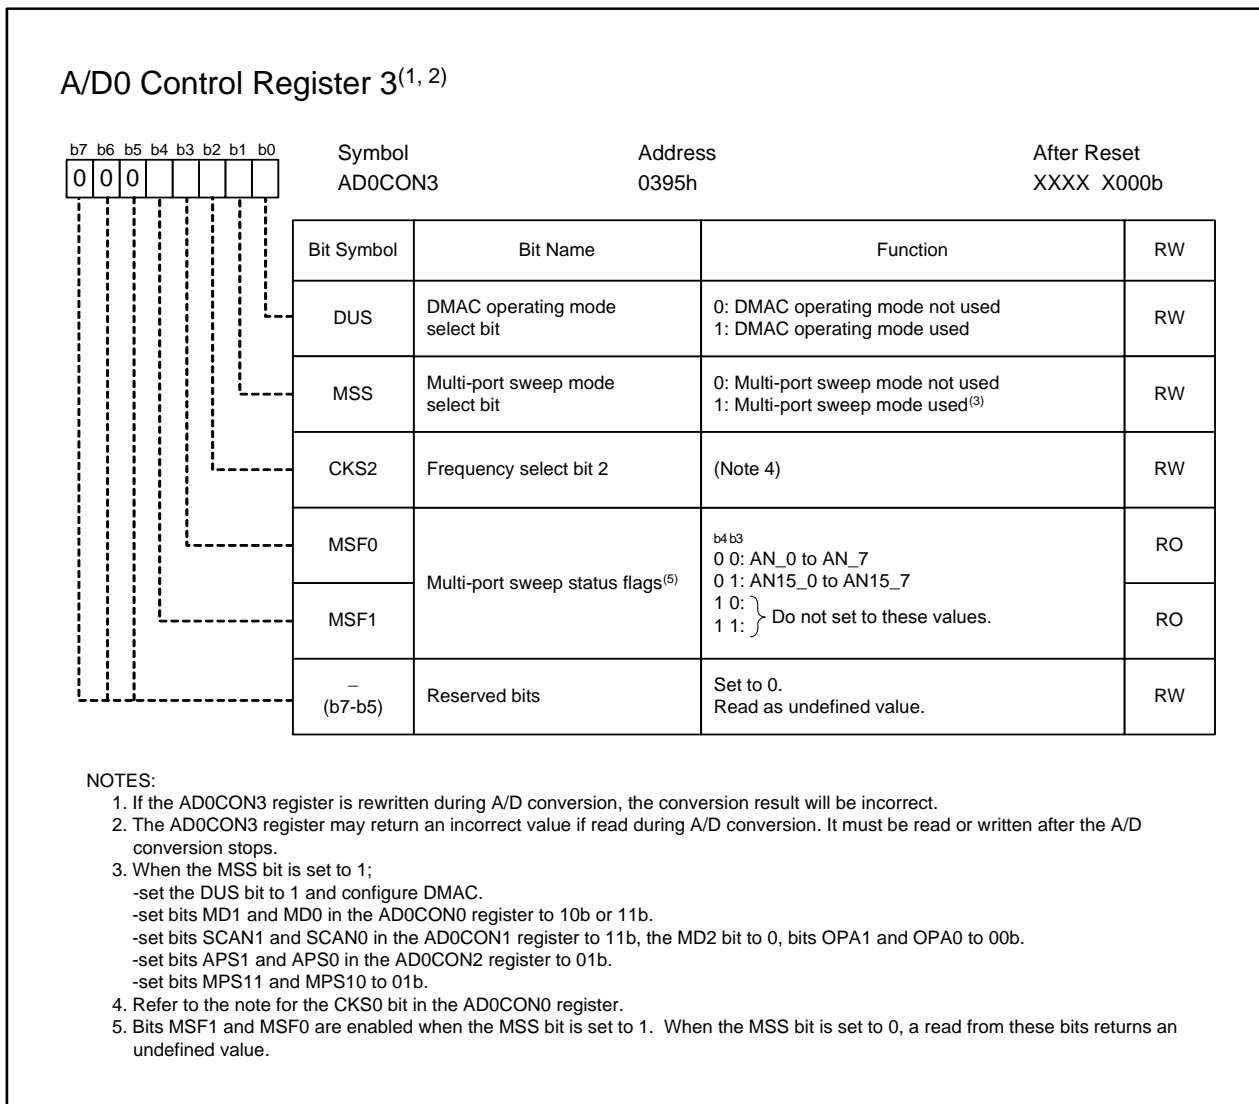 A/D0 Control Register 3(1, 2)
b7 b6 b5 b4 b3 b2 b1 b0
0 0 0
Symbol Address After Reset
AD0CON3 0395h XXXX X000b
Bit Symbol Bit Name Function RW
DUS DMAC operating mode select bit 0: DMAC operating mode not used
1: DMAC operating mode used RW
MSS Multi-port sweep mode select bit 0: Multi-port sweep mode not used
1: Multi-port sweep mode used(3) RW
CKS2 Frequency select bit 2 (Note 4) RW
MSF0 RO
Multi-port sweep status flags(5)
b4 b3
0 0: AN_0 to AN_7
0 1: AN15_0 to AN15_7
1 0:
1 1: Do not set to these values.
MSF1 RO
–
(b7-b5) Reserved bits Set to 0.
Read as undefined value. RW
NOTES:
1. If the AD0CON3 register is rewritten during A/D conversion, the conversion result will be incorrect.
2. The AD0CON3 register may return an incorrect value if read during A/D conversion. It must be read or written after the A/D
conversion stops.
3. When the MSS bit is set to 1;
-set the DUS bit to 1 and configure DMAC.
-set bits MD1 and MD0 in the AD0CON0 register to 10b or 11b.
-set bits SCAN1 and SCAN0 in the AD0CON1 register to 11b, the MD2 bit to 0, bits OPA1 and OPA0 to 00b.
-set bits APS1 and APS0 in the AD0CON2 register to 01b.
-set bits MPS11 and MPS10 to 01b.
4. Refer to the note for the CKS0 bit in the AD0CON0 register.
5. Bits MSF1 and MSF0 are enabled when the MSS bit is set to 1. When the MSS bit is set to 0, a read from these bits returns an
undefined value.